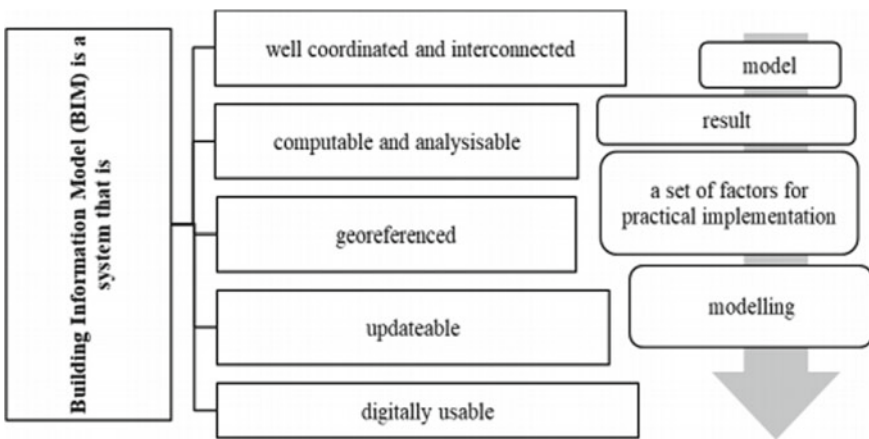 Building Information Model (BIM) is a
system that is
well coordinated and interconnected
computable and analysisable
georeferenced
updateable
digitally usable
model
result
a set of factors for
practical implementation
modelling